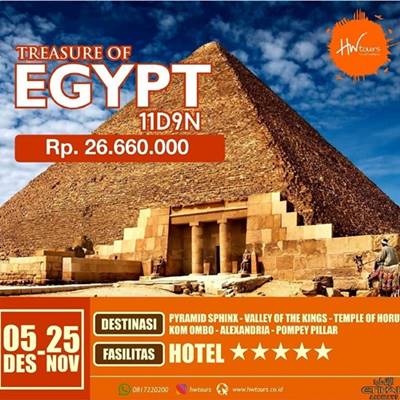 TREASURE OF
EGYPT
11D9N
Rp. 26.660.000
HW tours
05 DES - 25 NOV
DESTINASI
PYRAMID SPHINX - VALLEY OF THE KINGS - TEMPLE OF HORU
KOM OMBO - ALEXANDRIA - POMPEY PILLAR
FASILITAS
HOTEL ★★★★★
0817220200
hwtours
www.hwtours.co.id